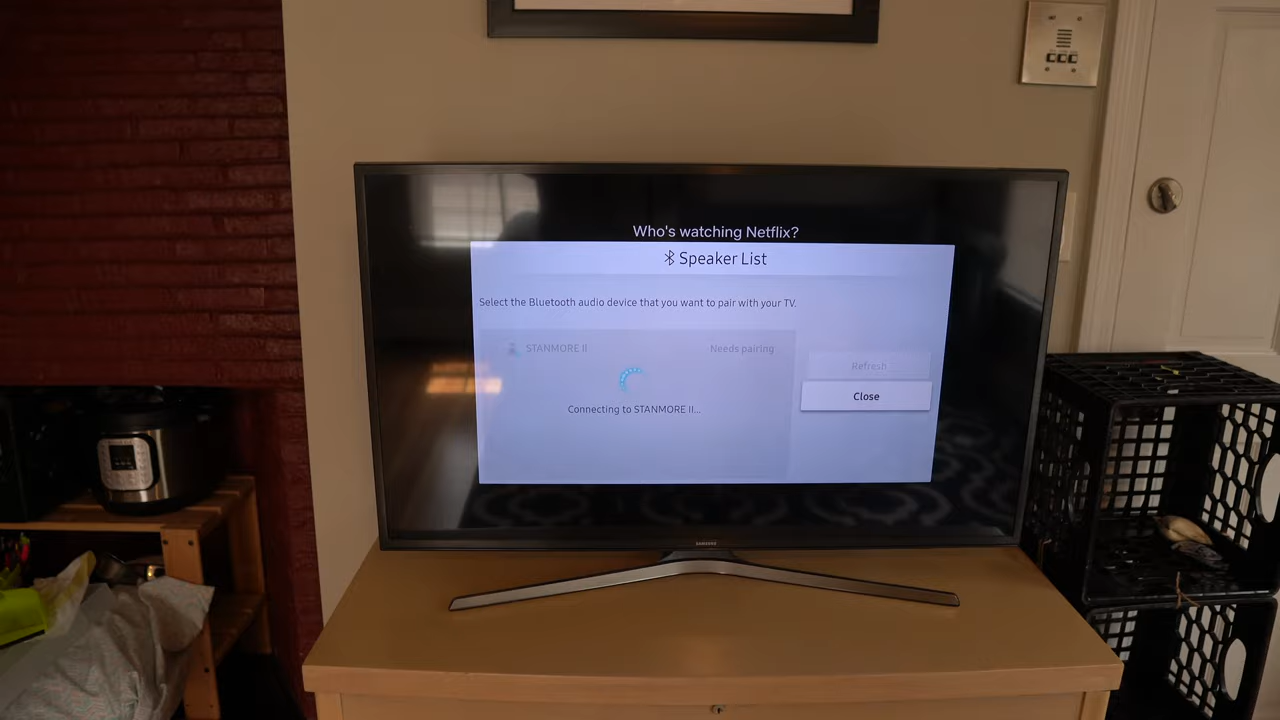 Who's watching Netflix?
Speaker List
Select the Bluetooth audio device that you want to pair with your TV.
STANMORE II Needs pairing
Refresh
Close
Connecting to STANMORE II...
SAMSUNG